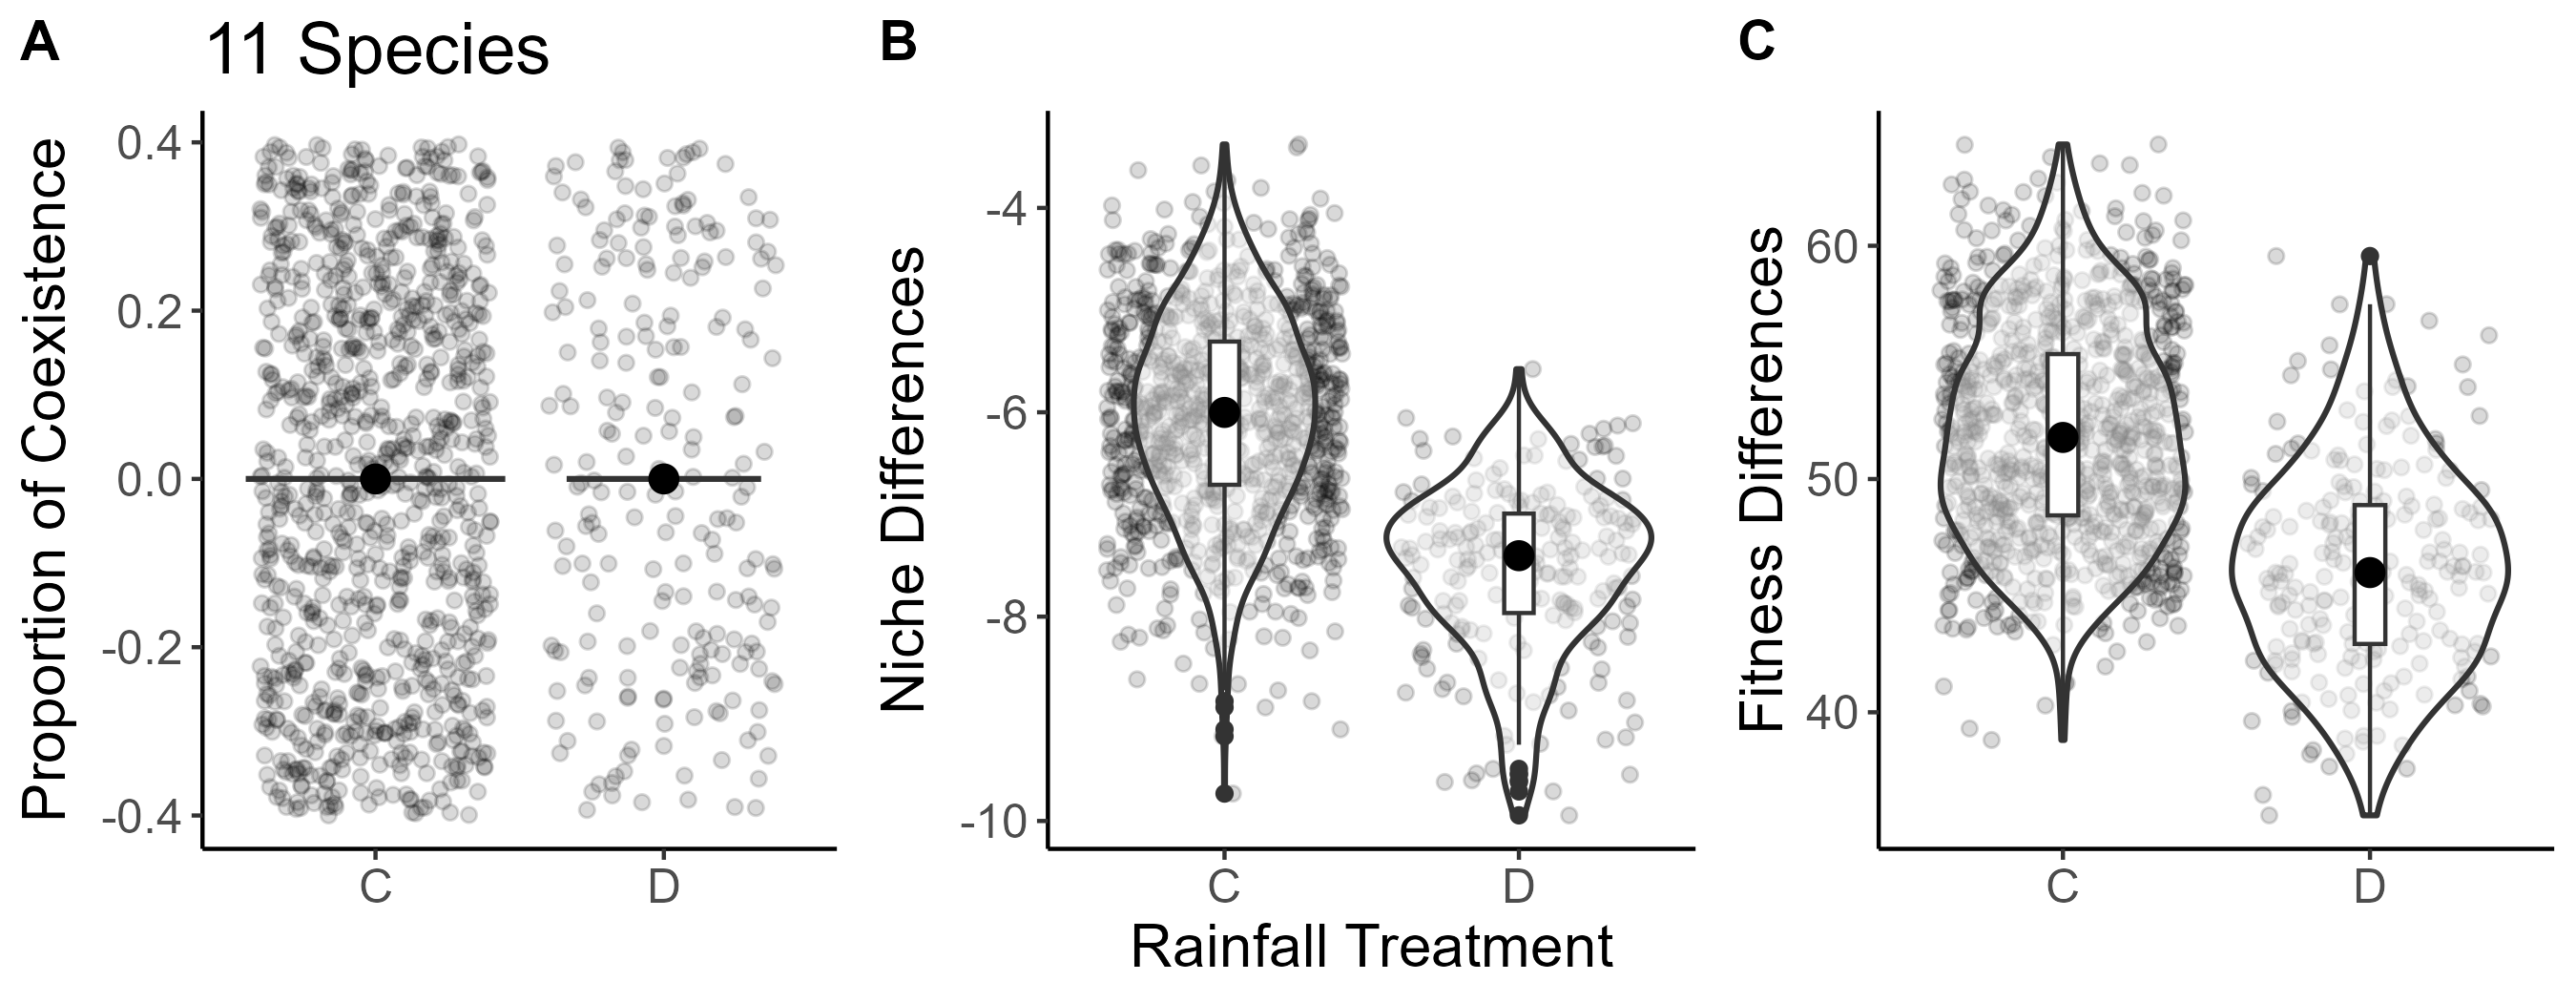 A
11 Species
Proportion of Coexistence
0.4
0.2
0.0
-0.2
-0.4
C
D
B
Niche Differences
-4
-6
-8
-10
C
D
Rainfall Treatment
C
Fitness Differences
60
50
40
C
D